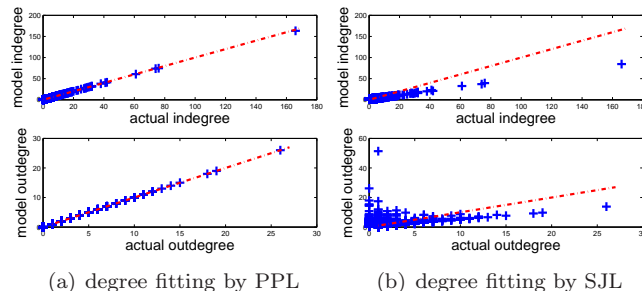 model indegree
200
150
100
50
0
0 20 40 60 80 100 120 140 160 180
actual indegree
model indegree
200
150
100
50
0
0 20 40 60 80 100 120 140 160 180
actual indegree
model outdegree
30
20
10
0
0 5 10 15 20 25 30
actual outdegree
model outdegree
60
40
20
0
0 5 10 15 20 25 30
actual outdegree
(a) degree fitting by PPL
(b) degree fitting by SJL